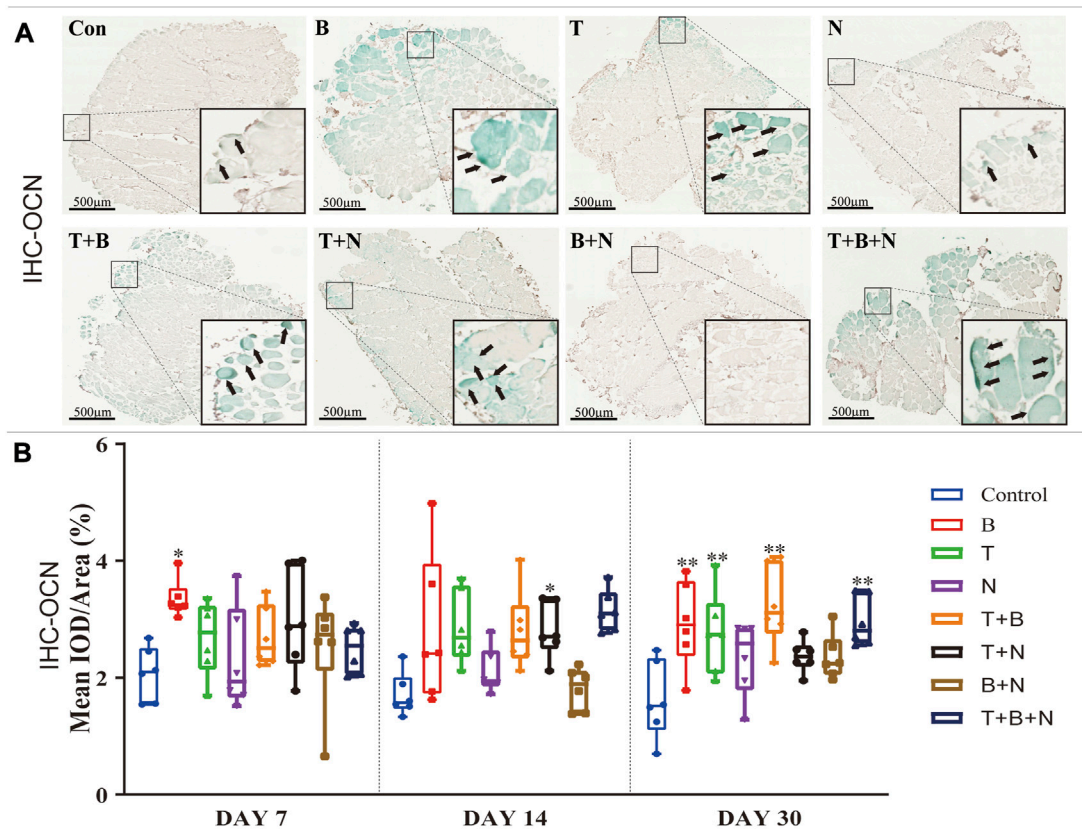 A
IHC-OCN
Con
500μm
B
500μm
T
500μm
N
500μm
T+B
500μm
T+N
500μm
B+N
500μm
T+B+N
500μm
B
IHC-OCN
Mean IOD/Area (%)
6
4
2
0
*
*
**
**
**
**
DAY 7
DAY 14
DAY 30
Control
B
T
N
T+B
T+N
B+N
T+B+N